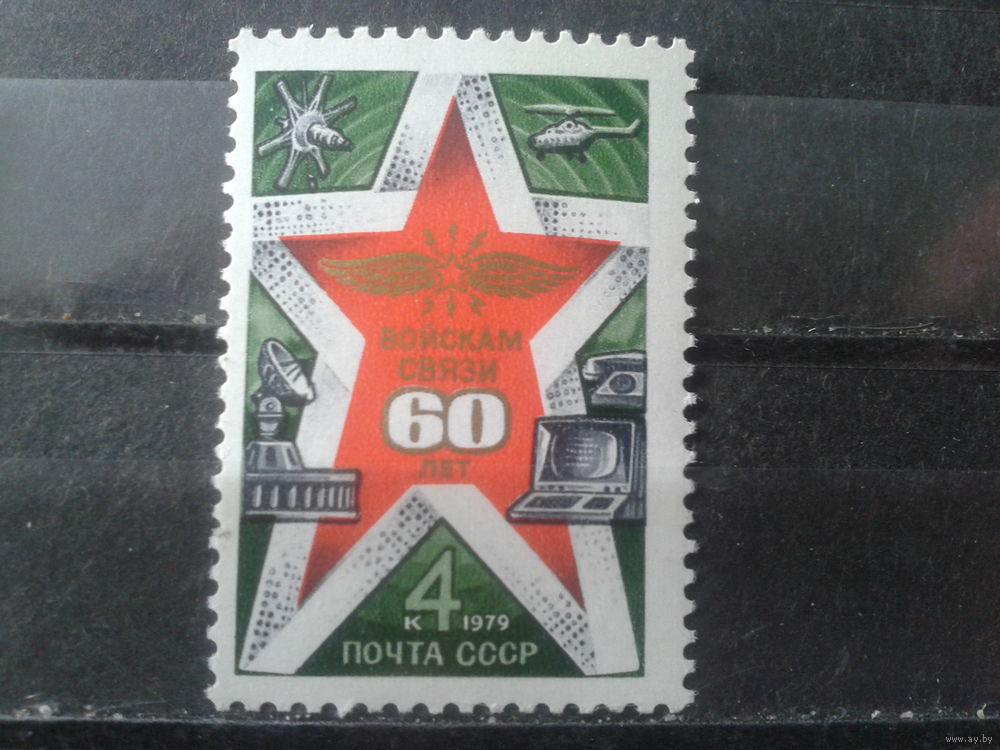 ВОЙСКАМ
СВЯЗИ
60
ЛЕТ
4
К 1979
ПОЧТА СССР
www.ay.by